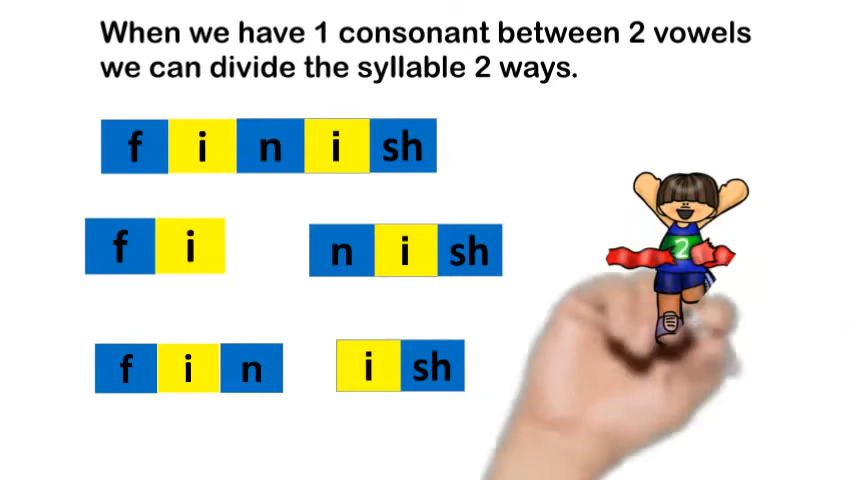 When we have 1 consonant between 2 vowels
we can divide the syllable 2 ways.
f i n i sh
f i n i sh
2
f i n i sh